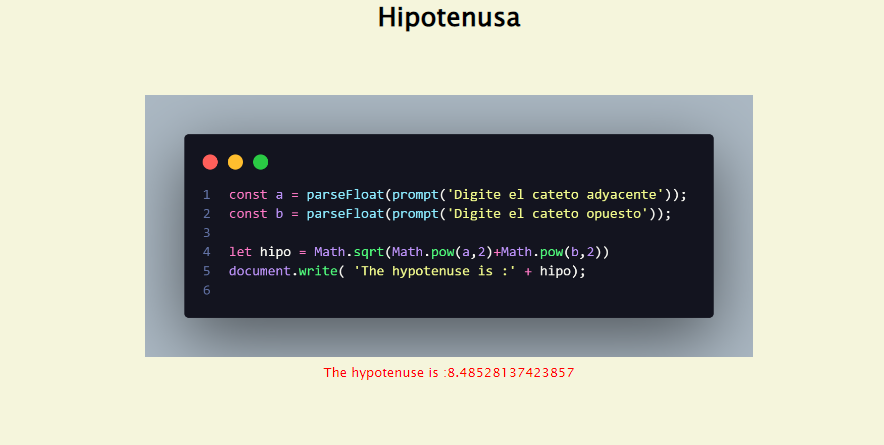 Hipotenusa
1 const a = parseFloat(prompt('Digite el cateto adyacente'));
2 const b = parseFloat(prompt('Digite el cateto opuesto'));
3
4 let hipo = Math.sqrt(Math.pow(a,2)+Math.pow(b,2))
5 document.write( 'The hypotenuse is :' + hipo);
6
The hypotenuse is :8.48528137423857